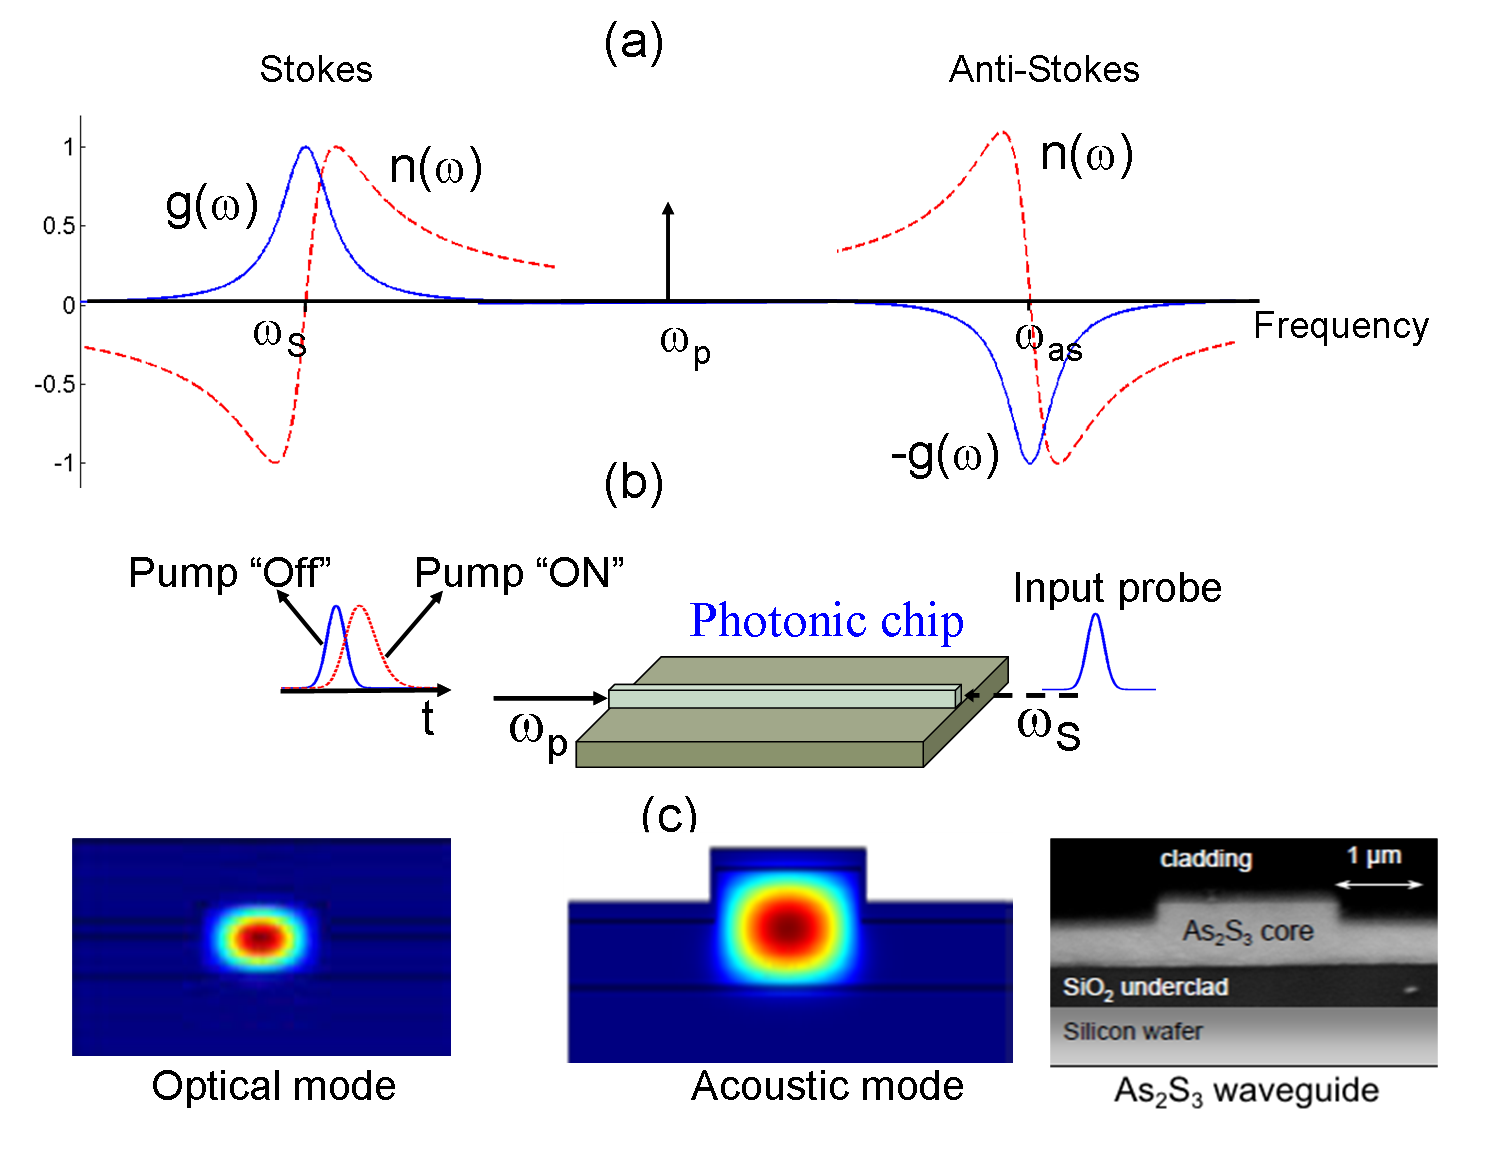 (a)
Stokes
Anti-Stokes
1
0.5
0
-0.5
-1
g(ω)
n(ω)
n(ω)
-g(ω)
ωS
ωp
ωas
Frequency
(b)
Pump “Off”
Pump “ON”
t
Photonic chip
Input probe
ωp
ωS
(c)
cladding
1 μm
As2S3 core
SiO2 underclad
Silicon wafer
Optical mode
Acoustic mode
As2S3 waveguide